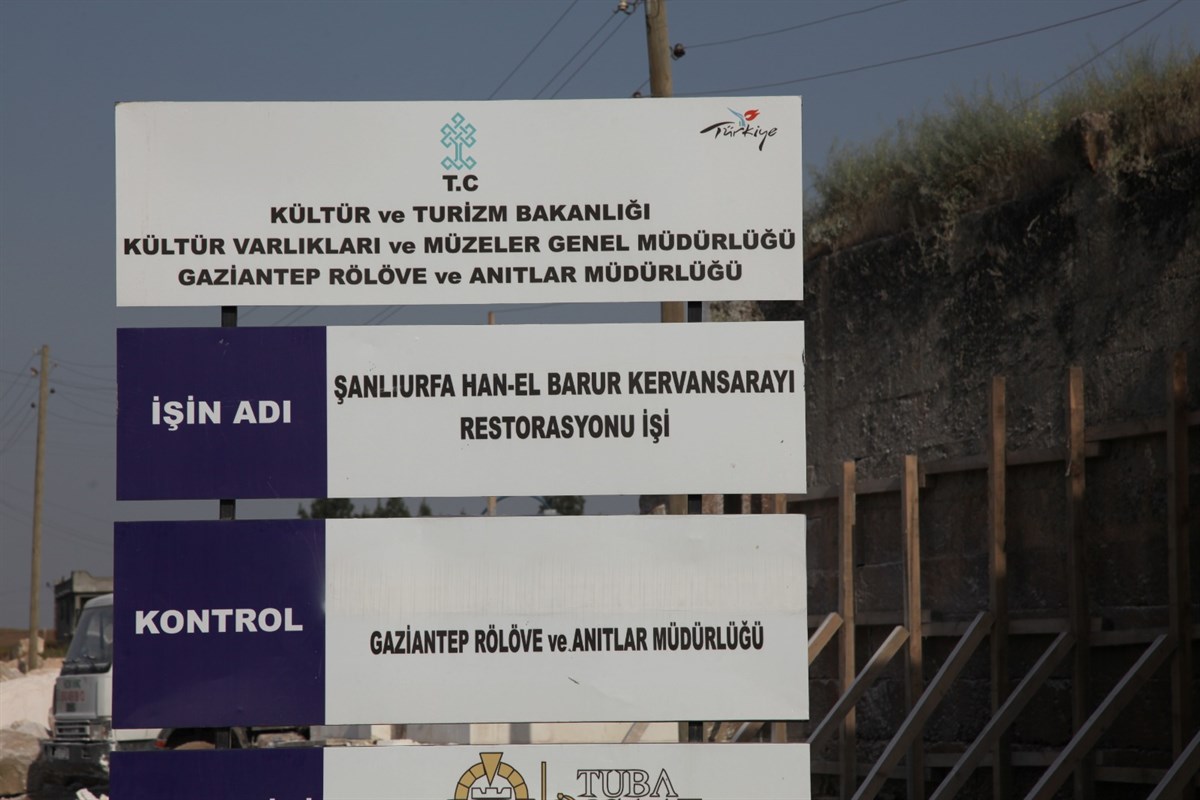 Türkiye
T.C
KÜLTÜR ve TURİZM BAKANLIĞI
KÜLTÜR VARLIKLARI ve MÜZELER GENEL MÜDÜRLÜĞÜ
GAZİANTEP RÖLÖVE ve ANITLAR MÜDÜRLÜĞÜ
İŞİN ADI
ŞANLIURFA HAN-EL BARUR KERVANSARAYI
RESTORASYONU İŞİ
KONTROL
GAZİANTEP RÖLÖVE ve ANITLAR MÜDÜRLÜĞÜ
TUBA